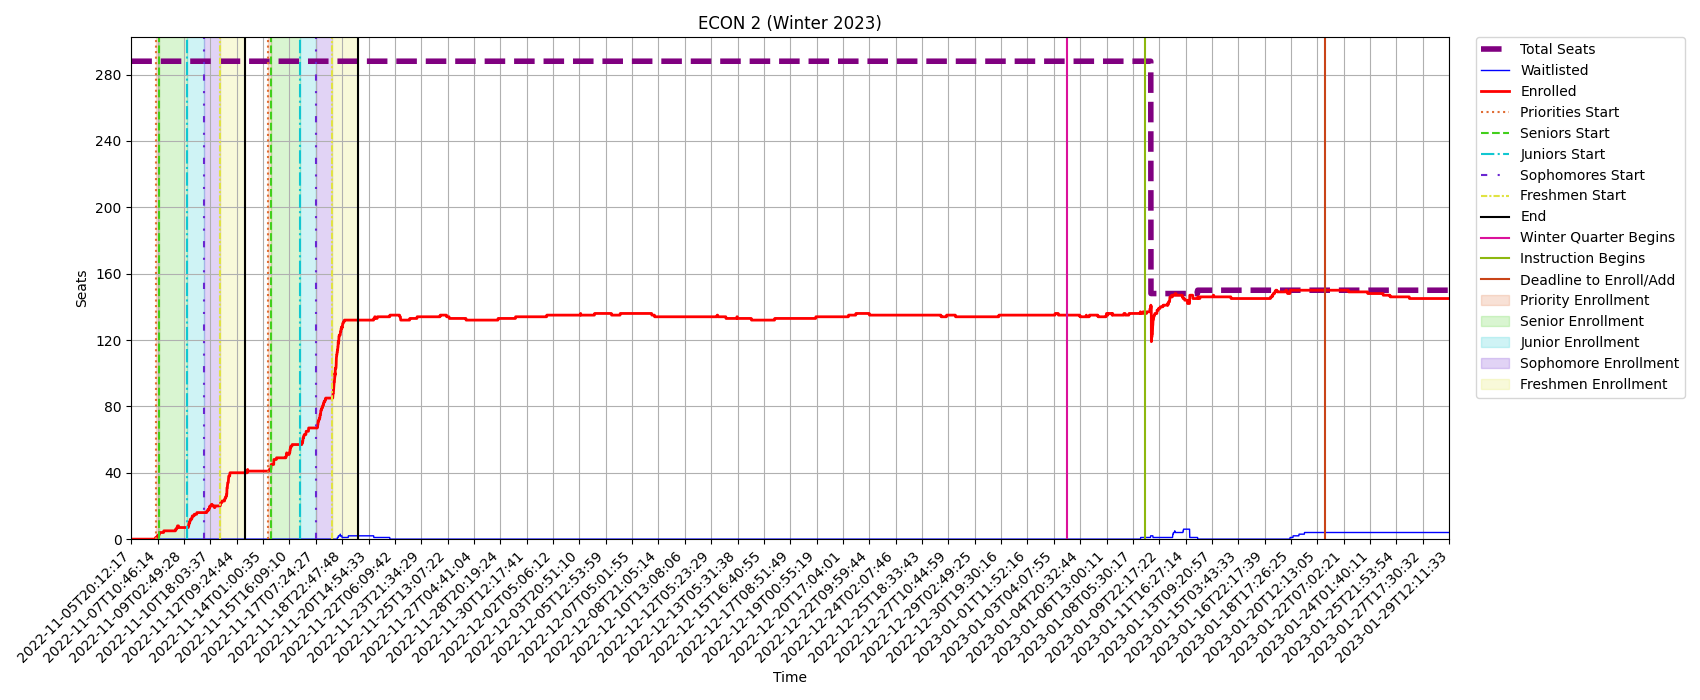 ECON 2 (Winter 2023)
Seats
280
240
200
160
120
80
40
0
2022-11-05T20:12:17
2022-11-07T10:46:14
2022-11-09T02:49:28
2022-11-10T18:03:37
2022-11-12T09:24:44
2022-11-14T01:00:35
2022-11-15T16:09:10
2022-11-17T07:24:27
2022-11-18T22:47:48
2022-11-20T14:54:33
2022-11-22T06:09:42
2022-11-23T21:34:29
2022-11-25T13:07:22
2022-11-27T04:41:04
2022-11-28T20:19:24
2022-11-30T12:17:41
2022-12-02T05:06:12
2022-12-03T20:51:10
2022-12-05T12:53:59
2022-12-07T05:01:55
2022-12-08T21:05:14
2022-12-10T13:08:06
2022-12-12T05:23:29
2022-12-13T05:31:38
2022-12-15T16:40:55
2022-12-17T08:51:49
2022-12-19T00:55:19
2022-12-20T17:04:01
2022-12-22T09:59:44
2022-12-24T02:07:46
2022-12-25T18:33:43
2022-12-27T10:44:59
2022-12-29T02:49:25
2022-12-30T19:30:16
2023-01-01T11:52:16
2023-01-03T04:07:55
2023-01-04T20:32:44
2023-01-06T13:00:11
2023-01-08T05:30:17
2023-01-09T22:17:22
2023-01-11T16:27:14
2023-01-13T09:20:57
2023-01-15T03:43:33
2023-01-16T22:17:39
2023-01-18T17:26:25
2023-01-20T12:13:05
2023-01-22T07:02:21
2023-01-24T01:40:11
2023-01-25T21:53:54
2023-01-27T17:30:32
2023-01-29T12:11:33
Time
Total Seats
Waitlisted
Enrolled
Priorities Start
Seniors Start
Juniors Start
Sophomores Start
Freshmen Start
End
Winter Quarter Begins
Instruction Begins
Deadline to Enroll/Add
Priority Enrollment
Senior Enrollment
Junior Enrollment
Sophomore Enrollment
Freshmen Enrollment